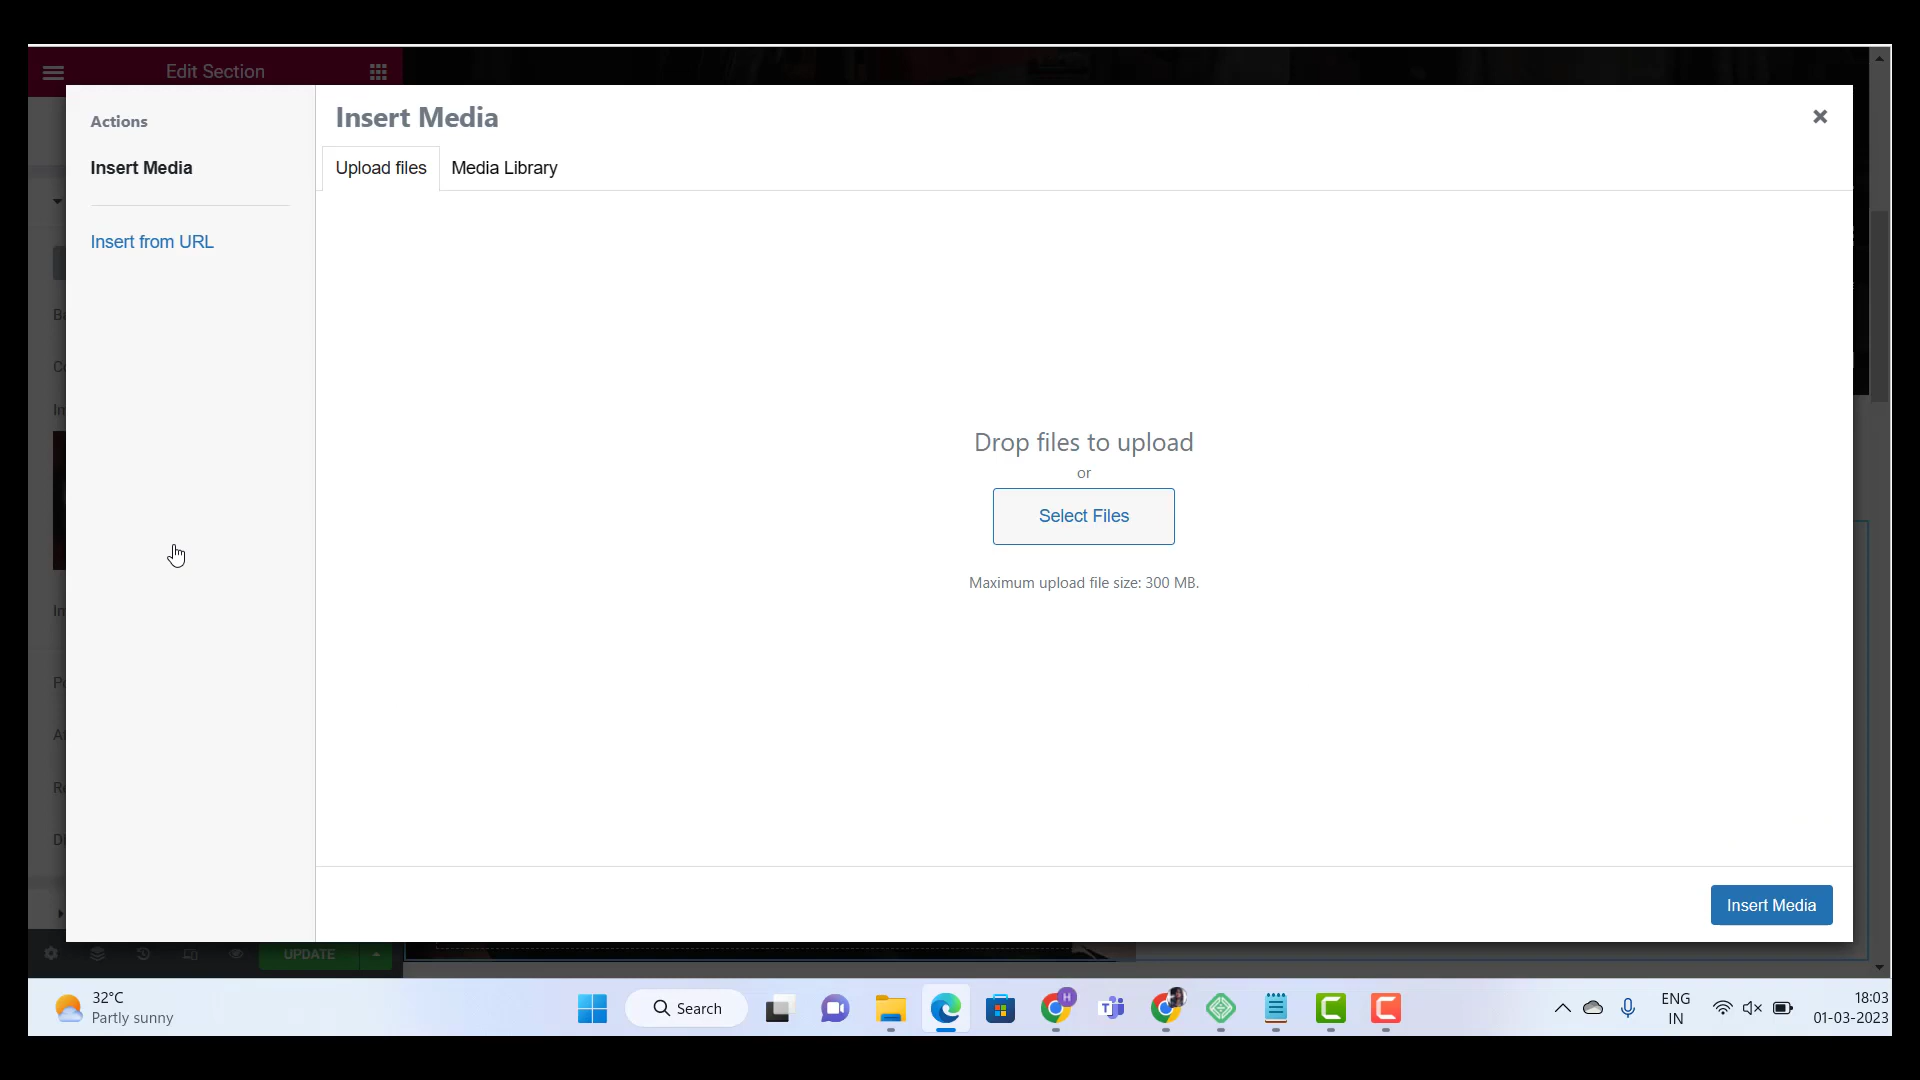 Edit Section
Actions
Insert Media
Insert from URL
Insert Media
Upload files Media Library
Drop files to upload
or
Select Files
Maximum upload file size: 300 MB.
Insert Media
UPDATE
32°C
Partly sunny
Search
H
ENG
IN
18:03
01-03-2023